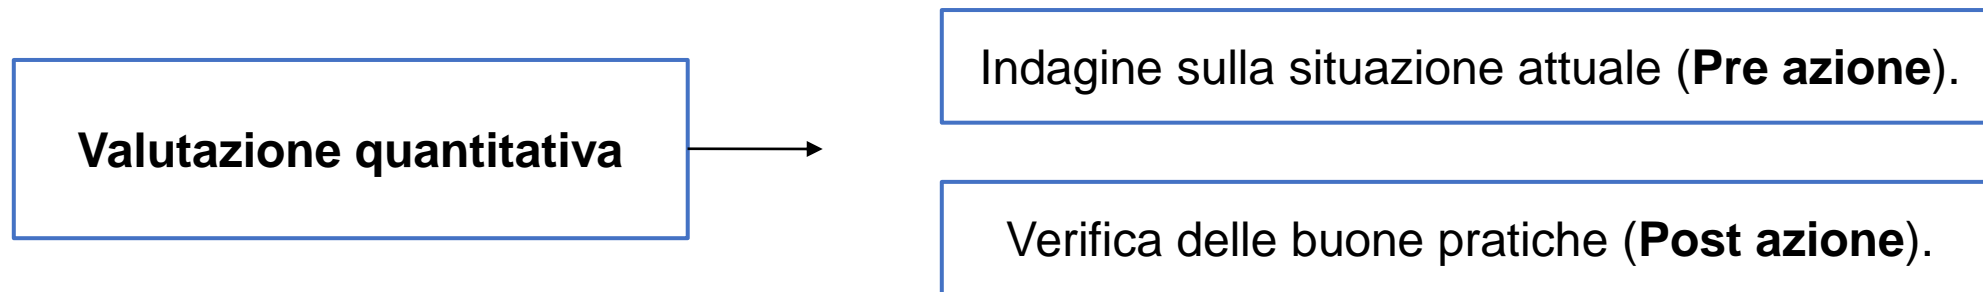 Valutazione quantitativa
Indagine sulla situazione attuale (Pre azione).
Verifica delle buone pratiche (Post azione).